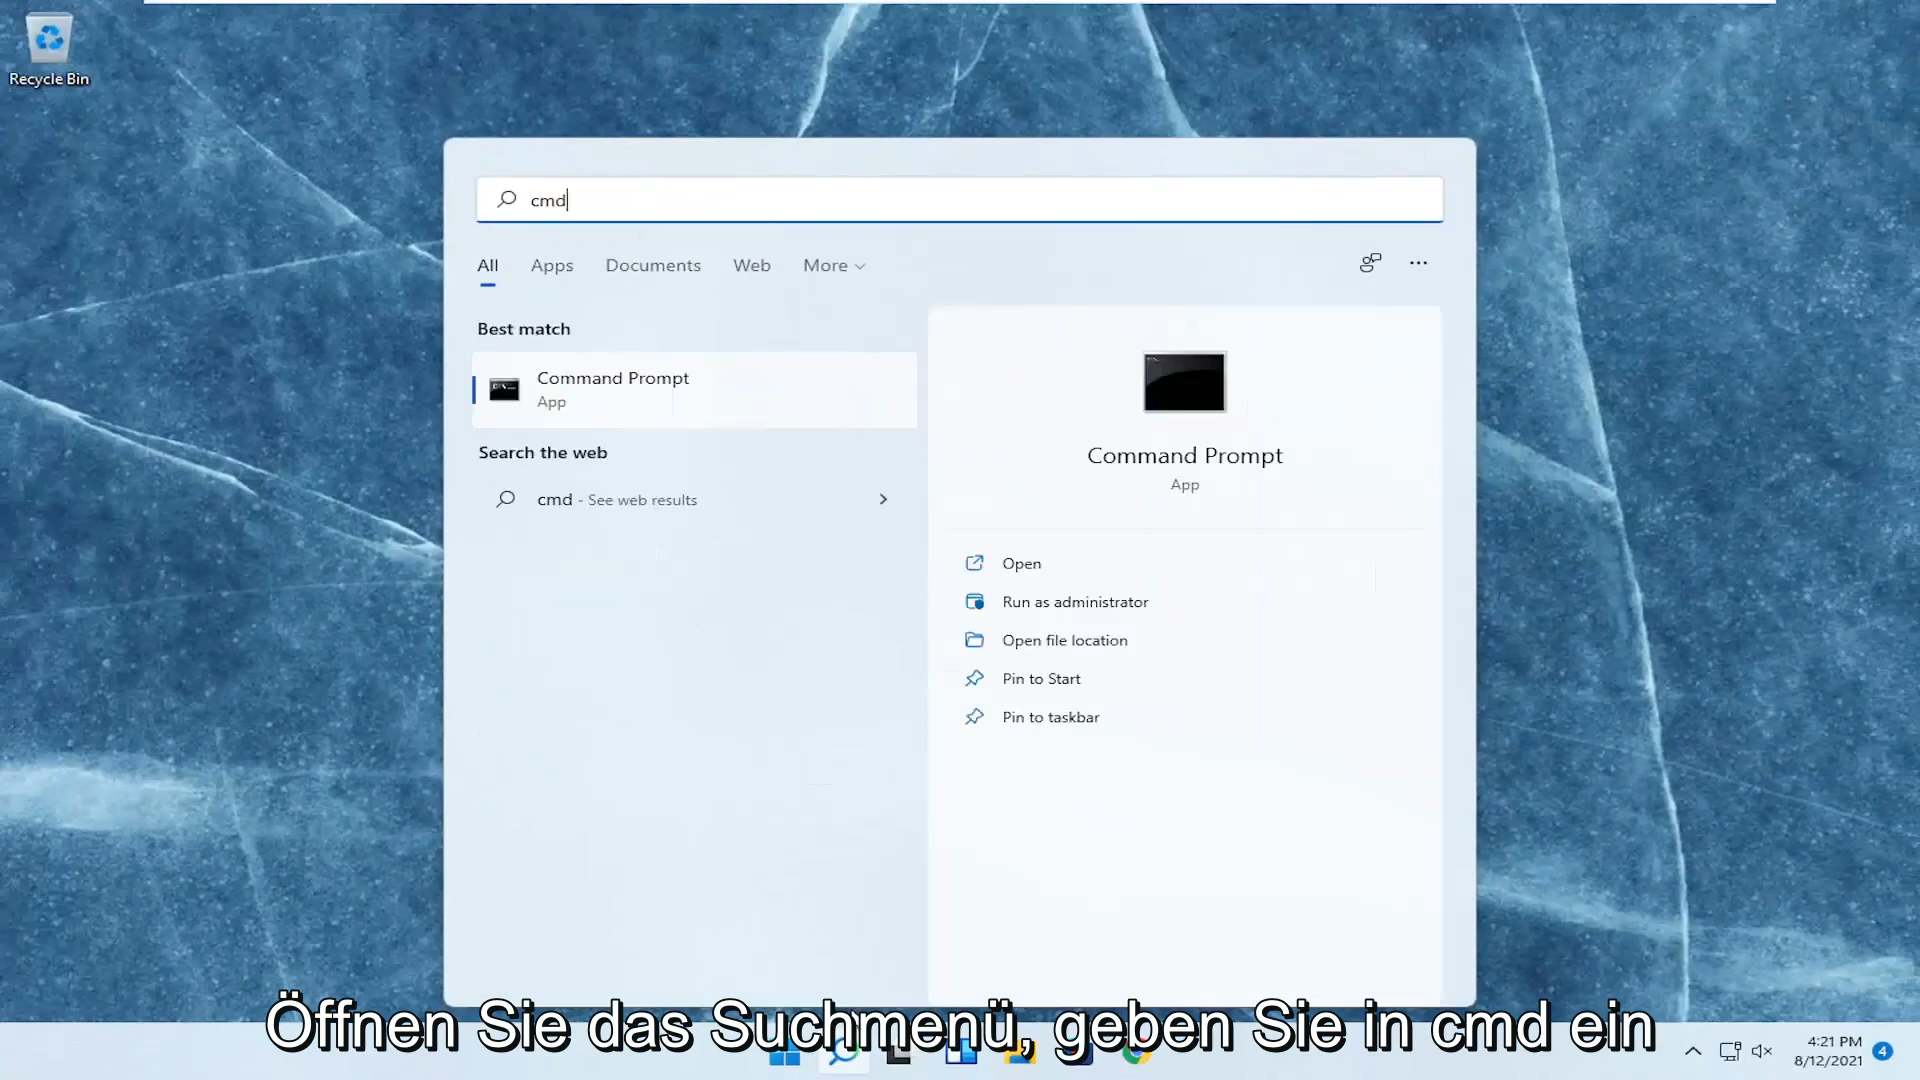 Recycle Bin
cmd
All Apps Documents Web More
Best match
Command Prompt
App
Search the web
cmd - See web results
Command Prompt
App
Open
Run as administrator
Open file location
Pin to Start
Pin to taskbar
Öffnen Sie das Suchmenü, geben Sie in cmd ein
4:21 PM
8/12/2021
4